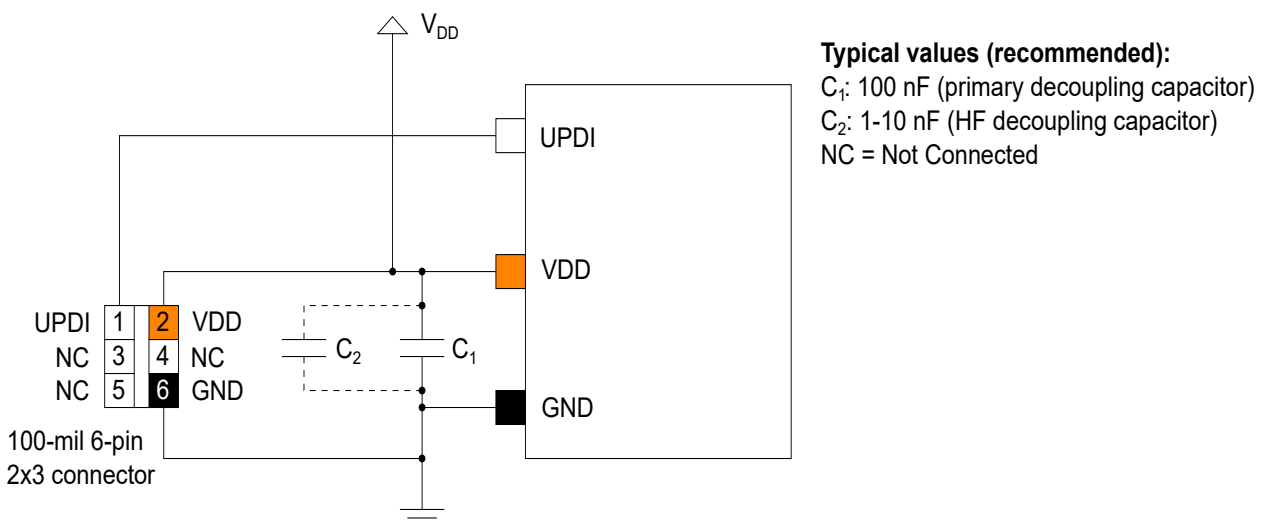 V_DD
Typical values (recommended):
C₁: 100 nF (primary decoupling capacitor)
C₂: 1-10 nF (HF decoupling capacitor)
NC = Not Connected
UPDI
VDD
GND
UPDI 1 2 VDD
NC 3 4 NC
NC 5 6 GND
C₂
C₁
100-mil 6-pin
2x3 connector